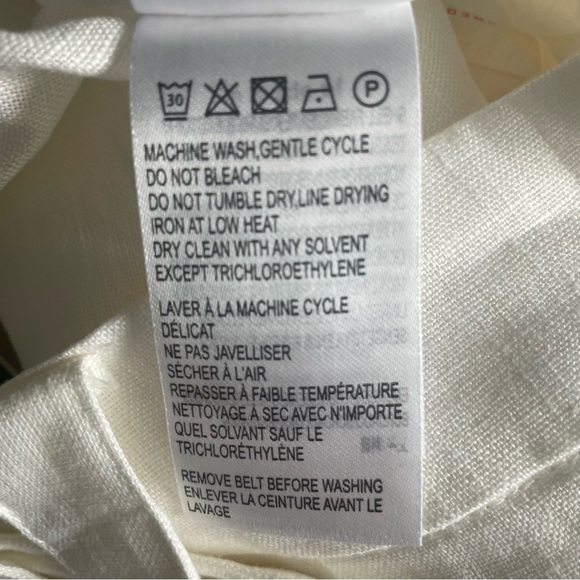 30 P
MACHINE WASH,GENTLE CYCLE
DO NOT BLEACH
DO NOT TUMBLE DRY,LINE DRYING
IRON AT LOW HEAT
DRY CLEAN WITH ANY SOLVENT
EXCEPT TRICHLOROETHYLENE
LAVER À LA MACHINE CYCLE
DÉLICAT
NE PAS JAVELLISER
SÉCHER À L'AIR
REPASSER À FAIBLE TEMPÉRATURE
NETTOYAGE À SEC AVEC N'IMPORTE
QUEL SOLVANT SAUF LE
TRICHLORÉTHYLÈNE
REMOVE BELT BEFORE WASHING
ENLEVER LA CEINTURE AVANT LE
LAVAGE